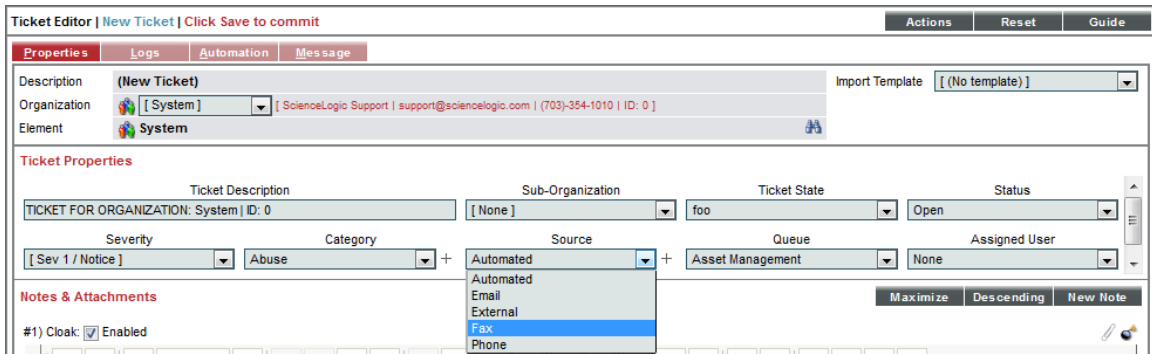 Ticket Editor | New Ticket | Click Save to commit
Actions Reset Guide
Properties Logs Automation Message
Description (New Ticket) Import Template [ (No template) ]
Organization [ System ] [ ScienceLogic Support | support@sciencelogic.com | (703)-354-1010 | ID: 0 ]
Element System
Ticket Properties
Ticket Description Sub-Organization Ticket State Status
TICKET FOR ORGANIZATION: System | ID: 0 [ None ] foo Open
Severity Category Source Queue Assigned User
[ Sev 1 / Notice ] Abuse + Automated + Asset Management None
Automated
Email
External
Fax
Phone
Notes & Attachments Maximize Descending New Note
#1) Cloak: Enabled